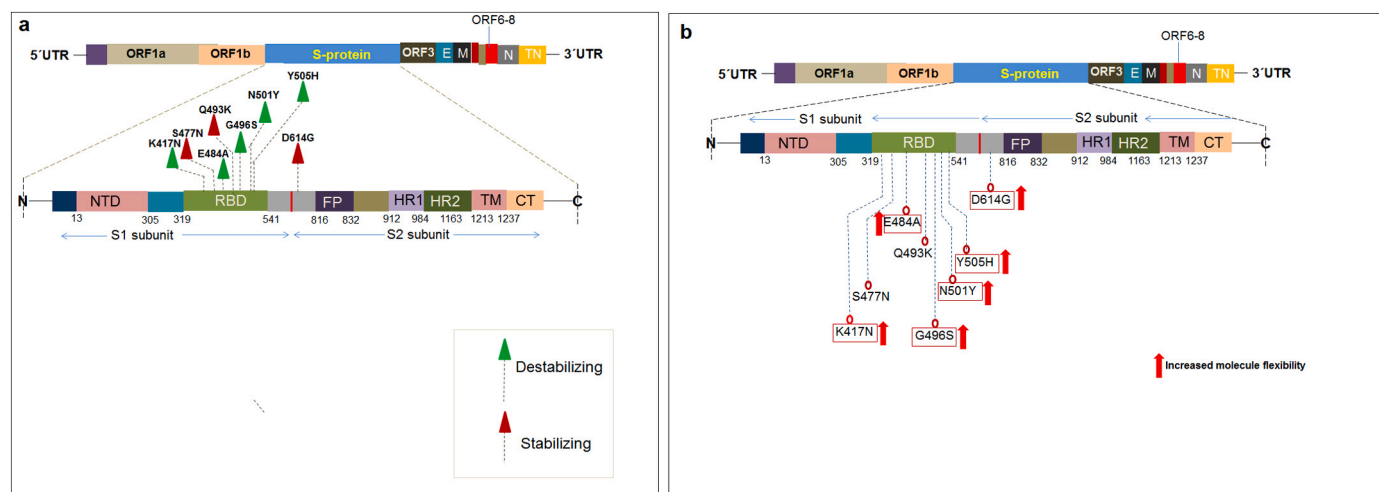 a
ORF6-8
5´UTR
ORF1a
ORF1b
S-protein
ORF3
E
M
N
TN
3´UTR
Y505H
N501Y
Q493K
G496S
D614G
S477N
K417N
E484A
N
NTD
RBD
FP
HR1
HR2
TM
CT
C
13
305
319
541
816
832
912
984
1163
1213
1237
S1 subunit
S2 subunit
Destabilizing
Stabilizing
b
ORF6-8
5´UTR
ORF1a
ORF1b
S-protein
ORF3
E
M
N
TN
3´UTR
S1 subunit
S2 subunit
N
NTD
RBD
FP
HR1
HR2
TM
CT
C
13
305
319
541
816
832
912
984
1163
1213
1237
D614G
E484A
Q493K
Y505H
N501Y
S477N
K417N
G496S
Increased molecule flexibility